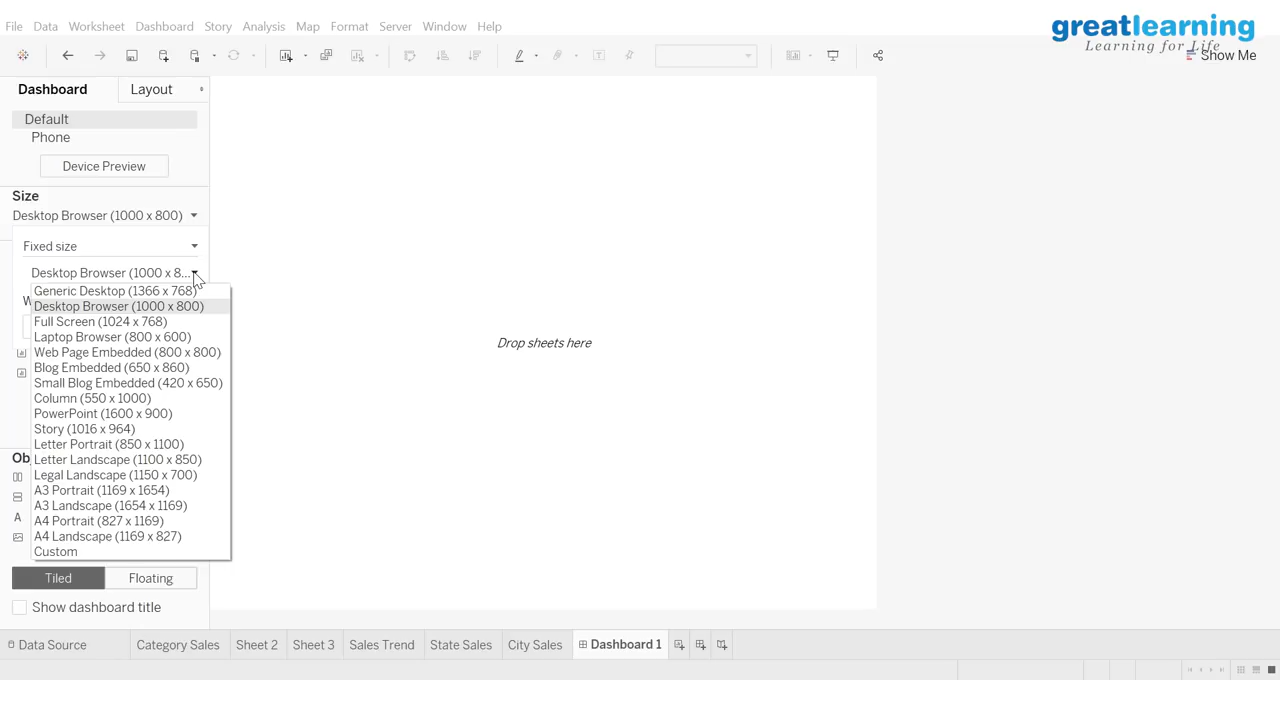 File Data Worksheet Dashboard Story Analysis Map Format Server Window Help
greatlearning
Learning for Life
Show Me
Dashboard Layout
Default
Phone
Device Preview
Size
Desktop Browser (1000 x 800)
Fixed size
Desktop Browser (1000 x 8...
Generic Desktop (1366 x 768)
W
Desktop Browser (1000 x 800)
Full Screen (1024 x 768)
Laptop Browser (800 x 600)
Drop sheets here
Web Page Embedded (800 x 800)
Blog Embedded (650 x 860)
Small Blog Embedded (420 x 650)
Column (550 x 1000)
PowerPoint (1600 x 900)
Story (1016 x 964)
Letter Portrait (850 x 1100)
Ob
Letter Landscape (1100 x 850)
Legal Landscape (1150 x 700)
A3 Portrait (1169 x 1654)
A3 Landscape (1654 x 1169)
A
A4 Portrait (827 x 1169)
A4 Landscape (1169 x 827)
Custom
Tiled Floating
Show dashboard title
Data Source Category Sales Sheet 2 Sheet 3 Sales Trend State Sales City Sales Dashboard 1